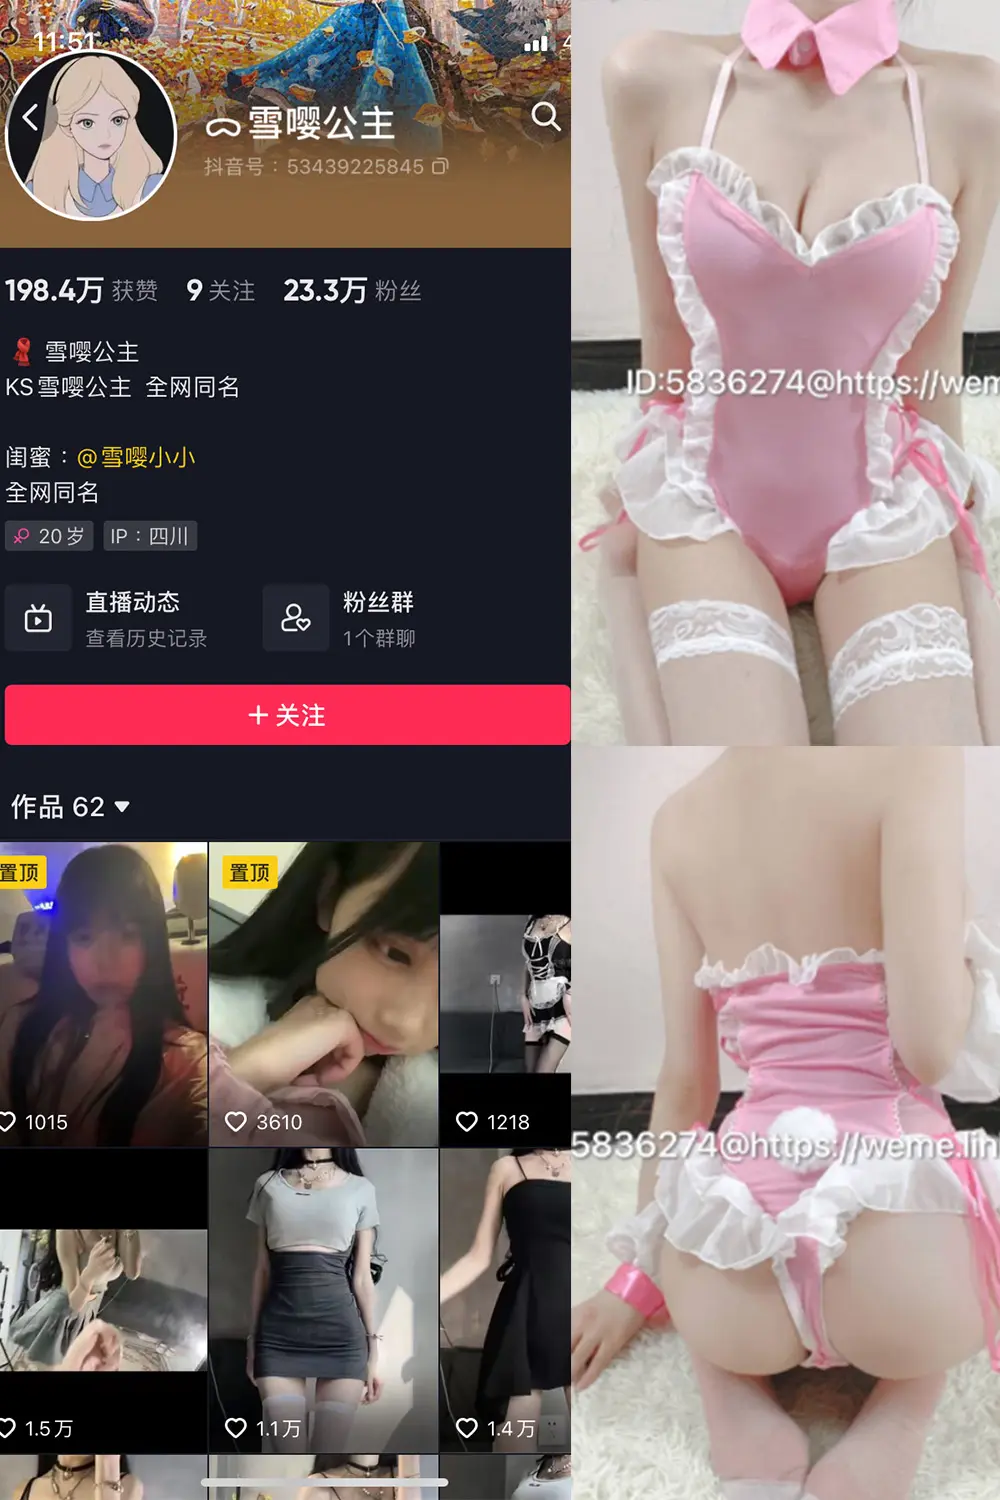 11:51
雪嘤公主
抖音号：53439225845
198.4万 获赞 9 关注 23.3万 粉丝
雪嘤公主
KS雪嘤公主 全网同名
闺蜜：@雪嘤小小
全网同名
20岁 IP：四川
直播动态
查看历史记录
粉丝群
1个群聊
+ 关注
作品 62
置顶
置顶
1015
3610
1218
1.5万
1.1万
1.4万
ID:5836274@https://wem
5836274@https://weme.lin